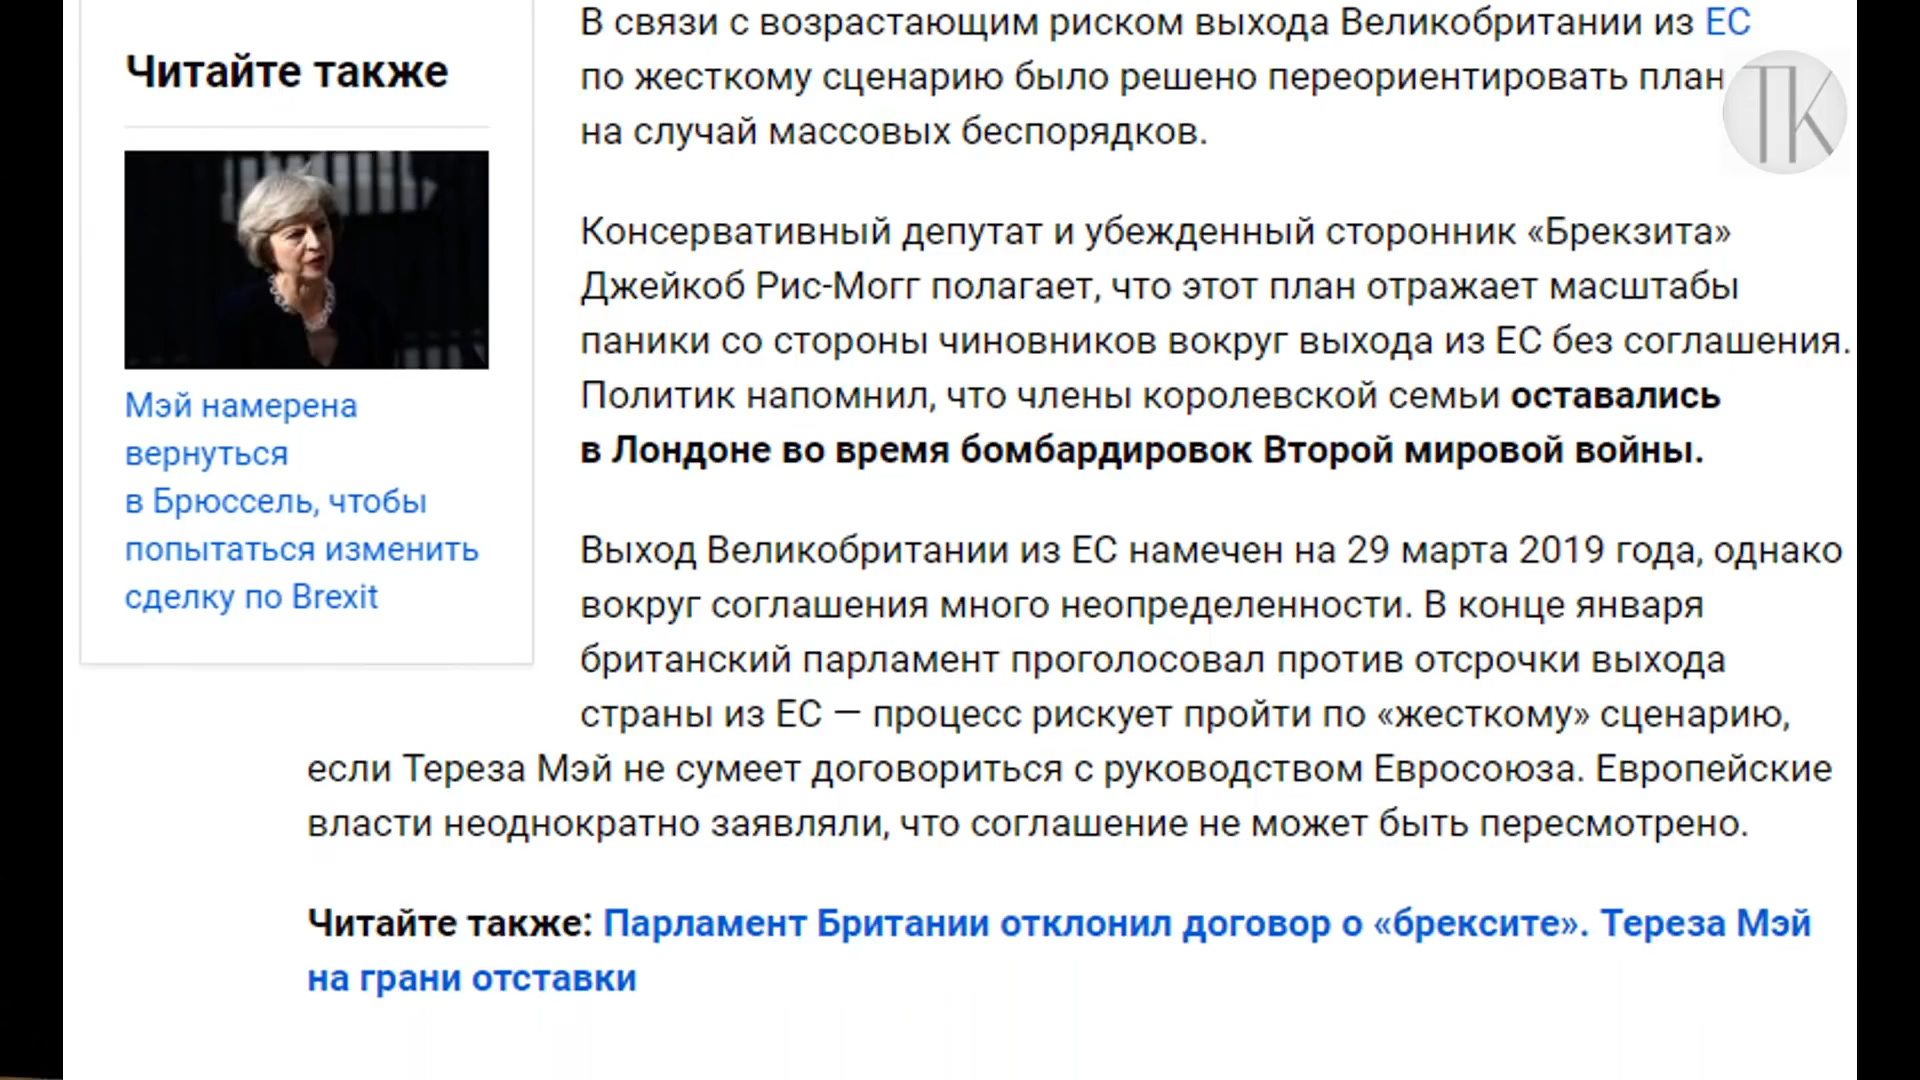 Читайте также
Мэй намерена
вернуться
в Брюссель, чтобы
попытаться изменить
сделку по Brexit
В связи с возрастающим риском выхода Великобритании из ЕС
по жесткому сценарию было решено переориентировать план
на случай массовых беспорядков.
Консервативный депутат и убежденный сторонник «Брекзита»
Джейкоб Рис-Могг полагает, что этот план отражает масштабы
паники со стороны чиновников вокруг выхода из ЕС без соглашения.
Политик напомнил, что члены королевской семьи оставались
в Лондоне во время бомбардировок Второй мировой войны.
Выход Великобритании из ЕС намечен на 29 марта 2019 года, однако
вокруг соглашения много неопределенности. В конце января
британский парламент проголосовал против отсрочки выхода
страны из ЕС — процесс рискует пройти по «жесткому» сценарию,
если Тереза Мэй не сумеет договориться с руководством Евросоюза. Европейские
власти неоднократно заявляли, что соглашение не может быть пересмотрено.
Читайте также: Парламент Британии отклонил договор о «брексите». Тереза Мэй
на грани отставки
ТК